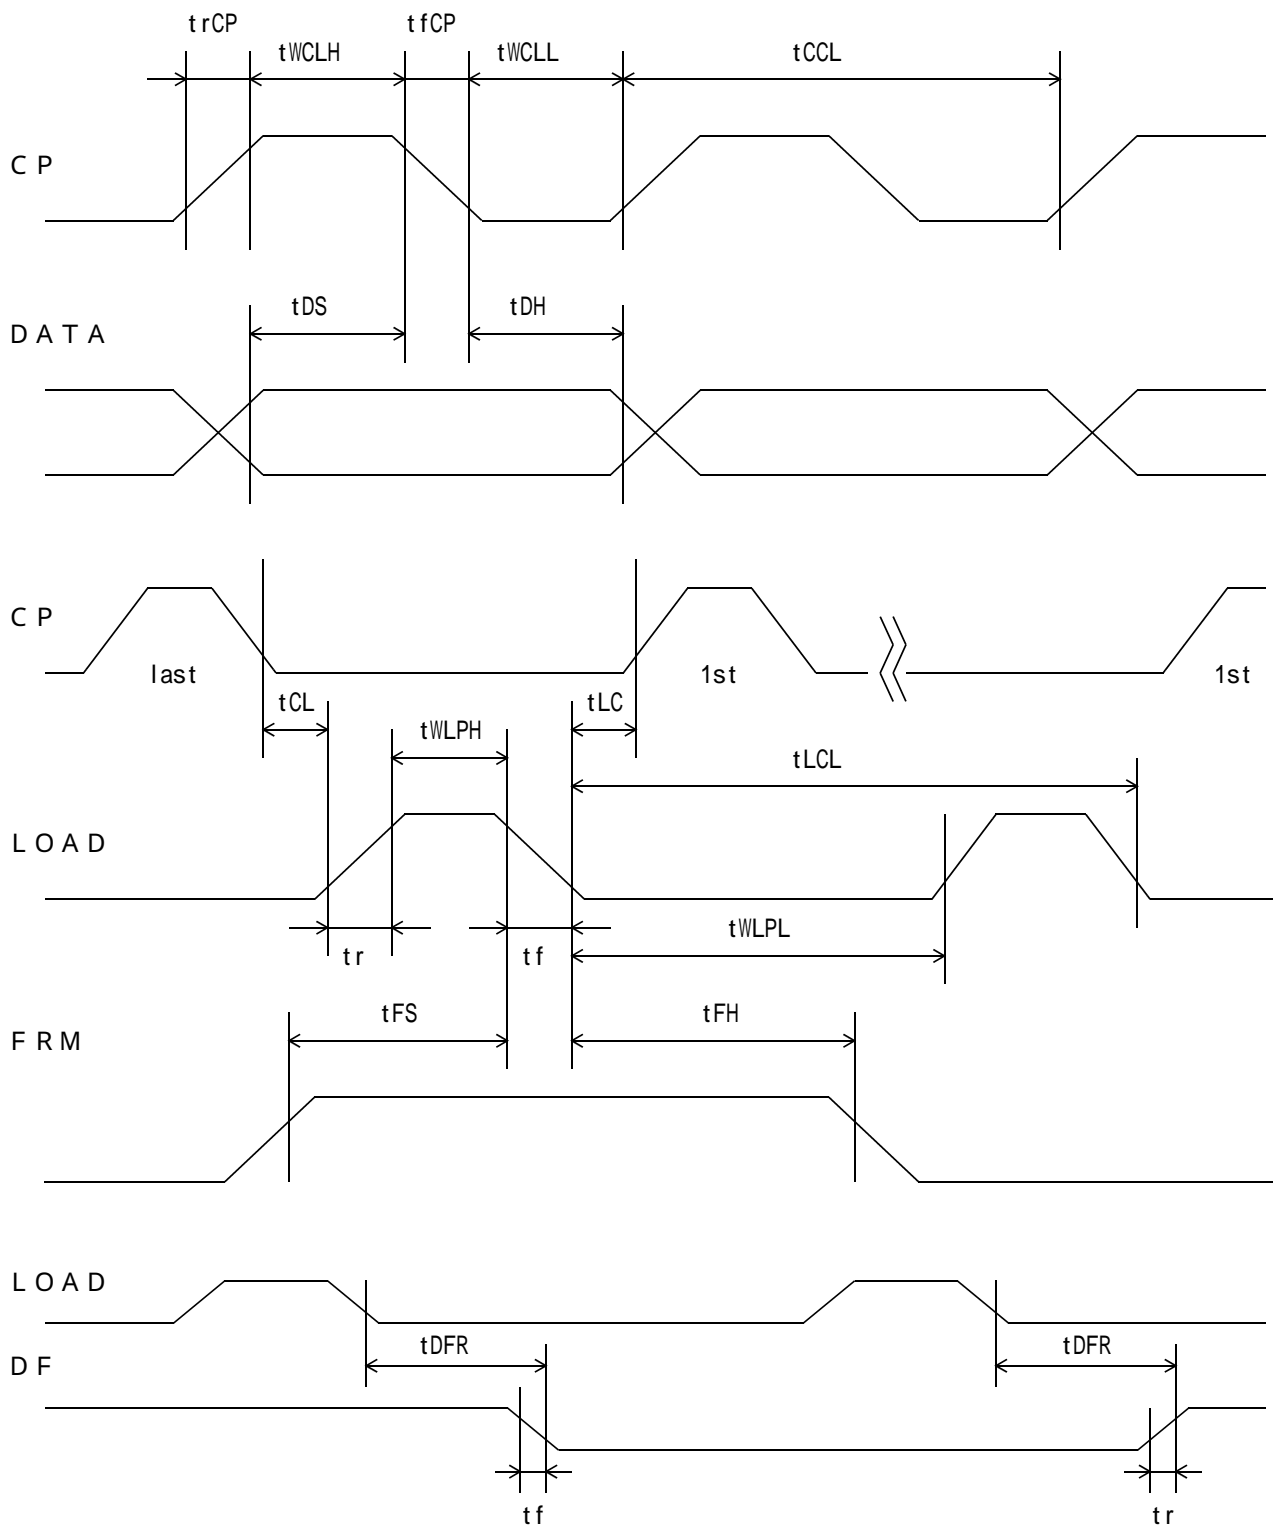 trCP tfCP
tWCLH tWCLL tCCL
CP
tDS tDH
DATA
CP
last 1st 1st
tCL tLC
tWLPH
tLCL
LOAD
tWLPL
tr tf
tFS tFH
FRM
LOAD
tDFR tDFR
DF
tf tr